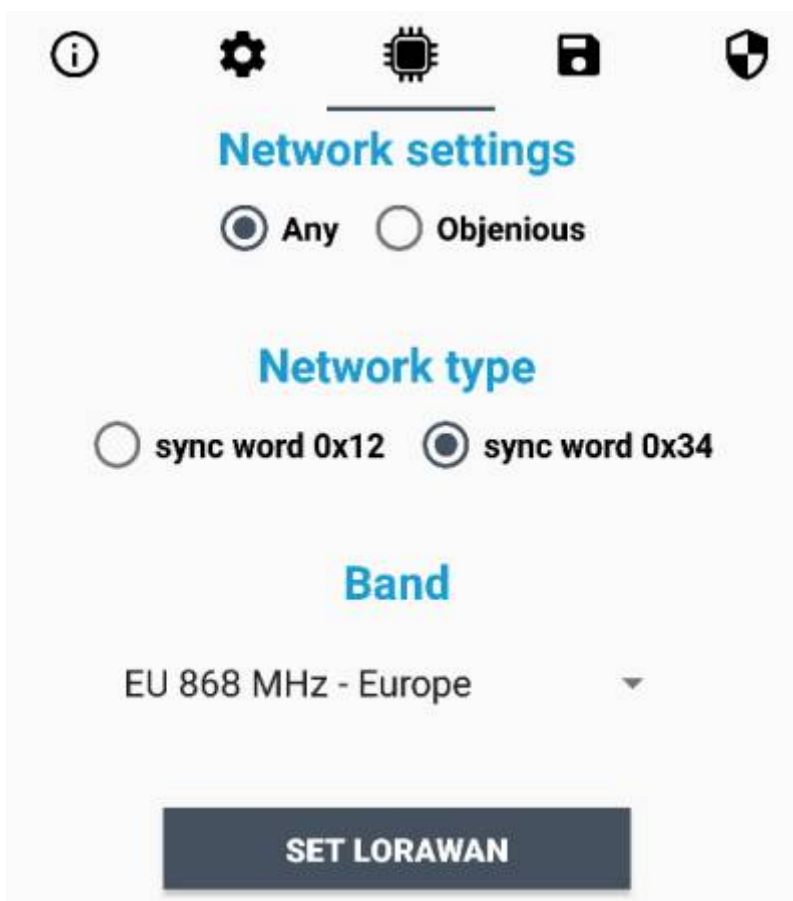 Network settings
Any Objenious
Network type
sync word 0x12 sync word 0x34
Band
EU 868 MHz - Europe
SET LORAWAN